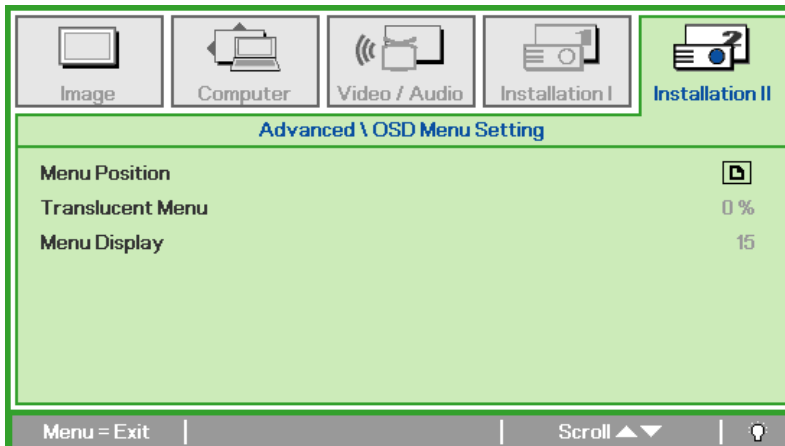 Image Computer Video / Audio Installation I Installation II
Advanced \ OSD Menu Setting
Menu Position
Translucent Menu 0 %
Menu Display 15
Menu = Exit Scroll ▲▼